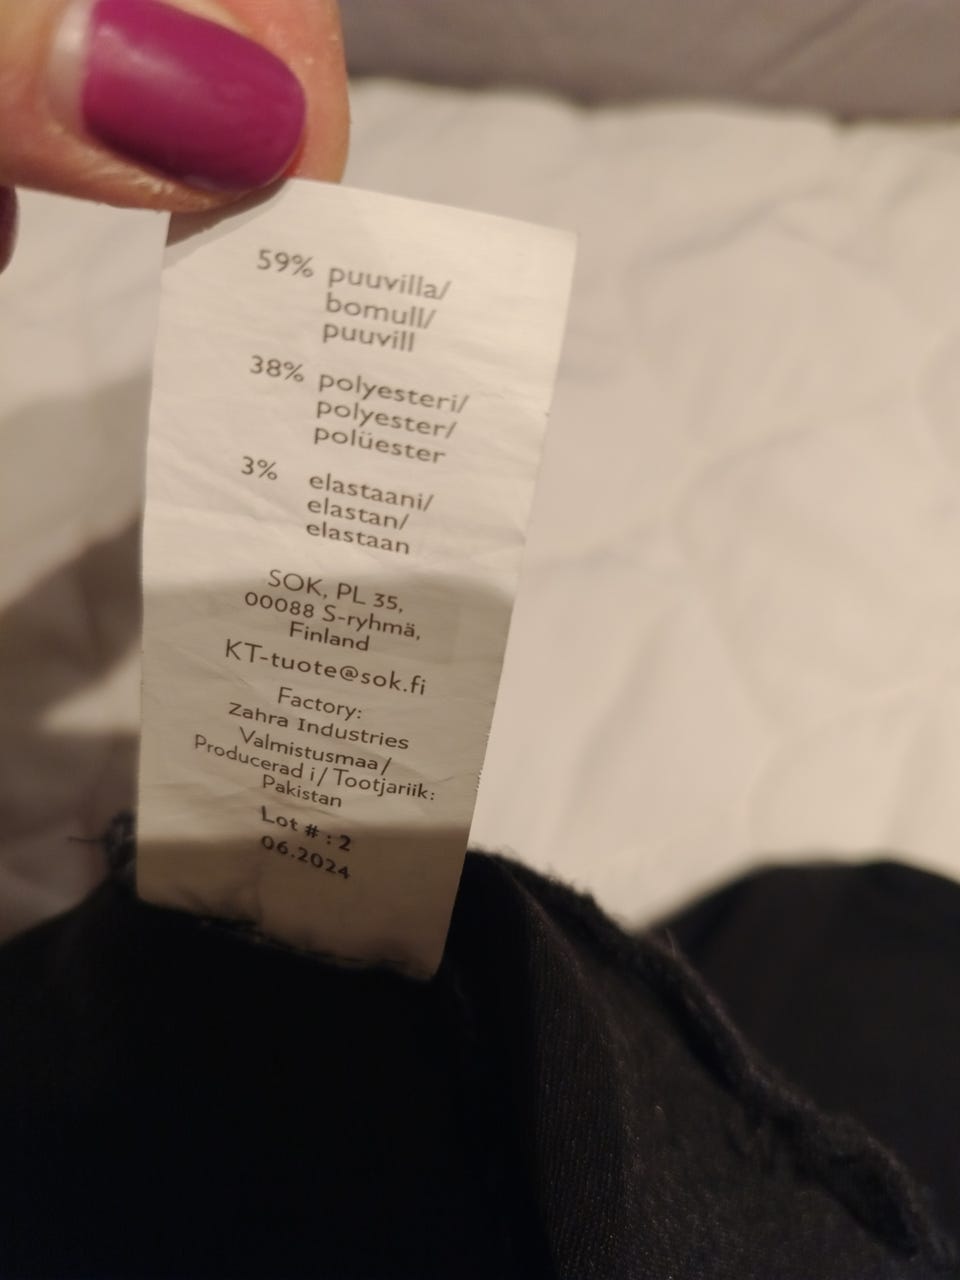 59% puuvilla/
bomull/
puuvill
38% polyesteri/
polyester/
polüester
3% elastaani/
elastan/
elastaan
SOK, PL 35,
00088 S-ryhmä,
Finland
KT-tuote@sok.fi
Factory:
Zahra Industries
Valmistusmaa/
Producerad i/Tootjariik:
Pakistan
Lot # : 2
06.2024